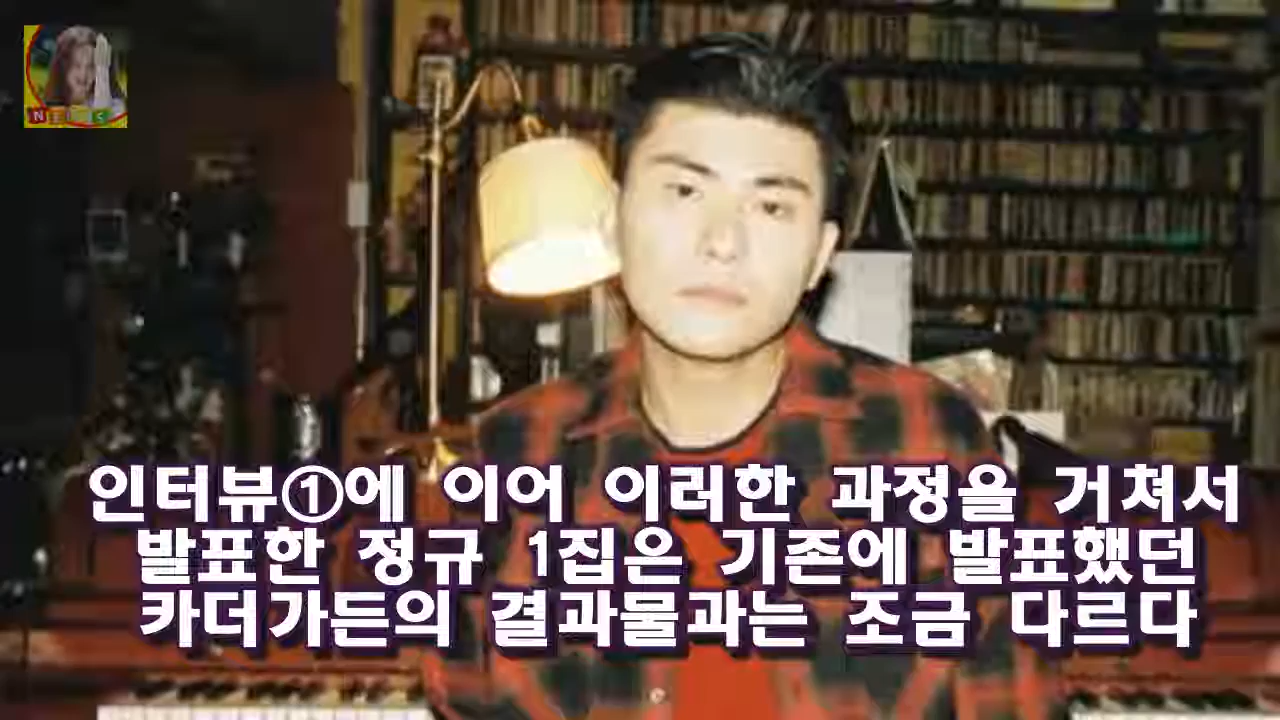 NEWS
인터뷰①에 이어 이러한 과정을 거쳐서
발표한 정규 1집은 기존에 발표했던
카더가든의 결과물과는 조금 다르다